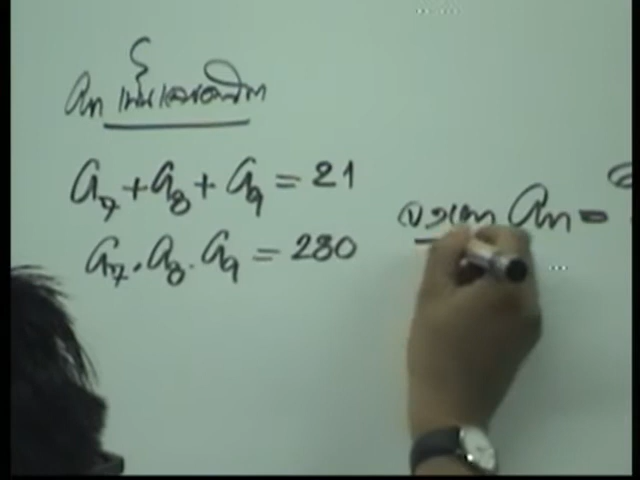 an เป็นเลขคณิต
a₇ + a₈ + a₉ = 21
a₇ . a₈ . a₉ = 280
จงหา an =